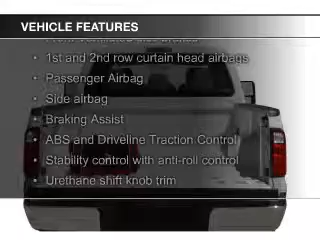 VEHICLE FEATURES
• 1st and 2nd row curtain head airbags
• Passenger Airbag
• Side airbag
• Braking Assist
• ABS and Driveline Traction Control
• Stability control with anti-roll control
• Urethane shift knob trim